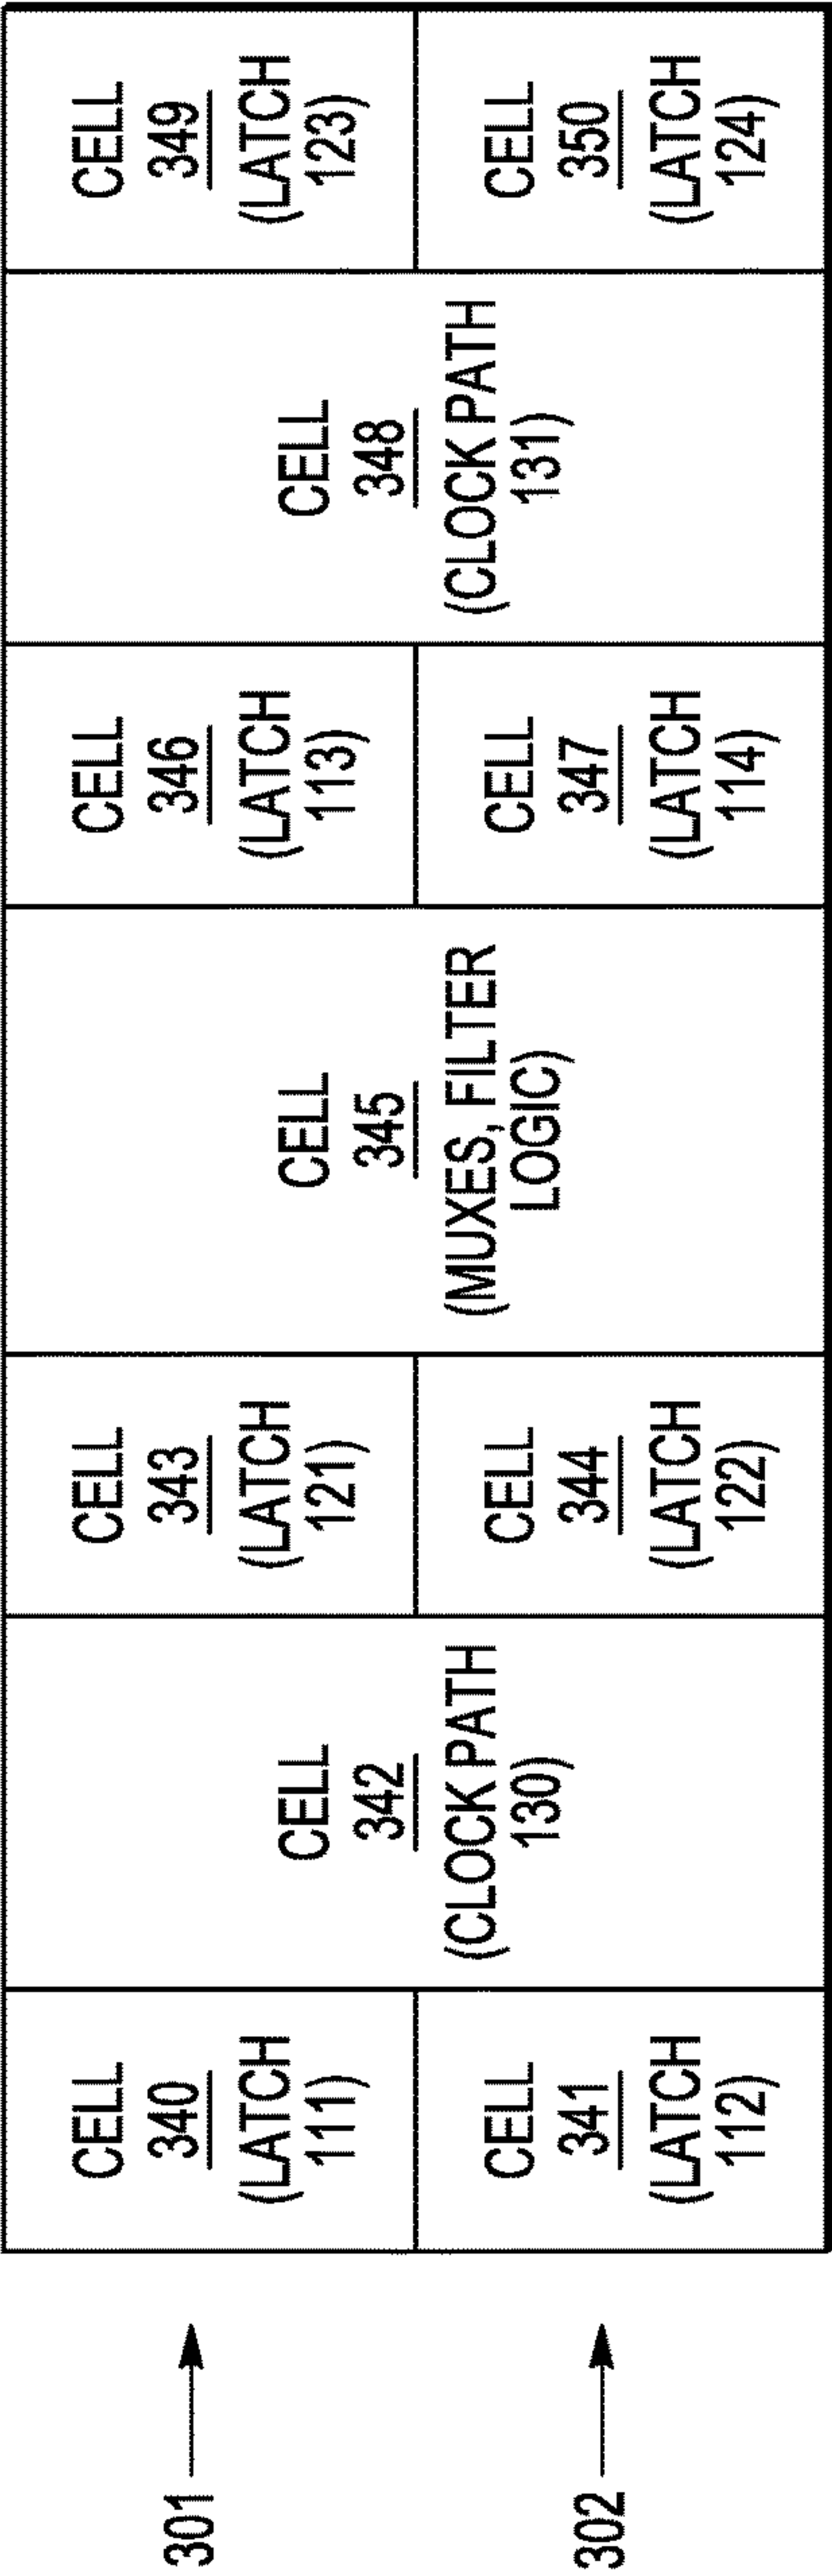 301
302
CELL
340
(LATCH
111)
CELL
341
(LATCH
112)
CELL
342
(CLOCK PATH
130)
CELL
343
(LATCH
121)
CELL
344
(LATCH
122)
CELL
345
(MUXES, FILTER
LOGIC)
CELL
346
(LATCH
113)
CELL
347
(LATCH
114)
CELL
348
(CLOCK PATH
131)
CELL
349
(LATCH
123)
CELL
350
(LATCH
124)